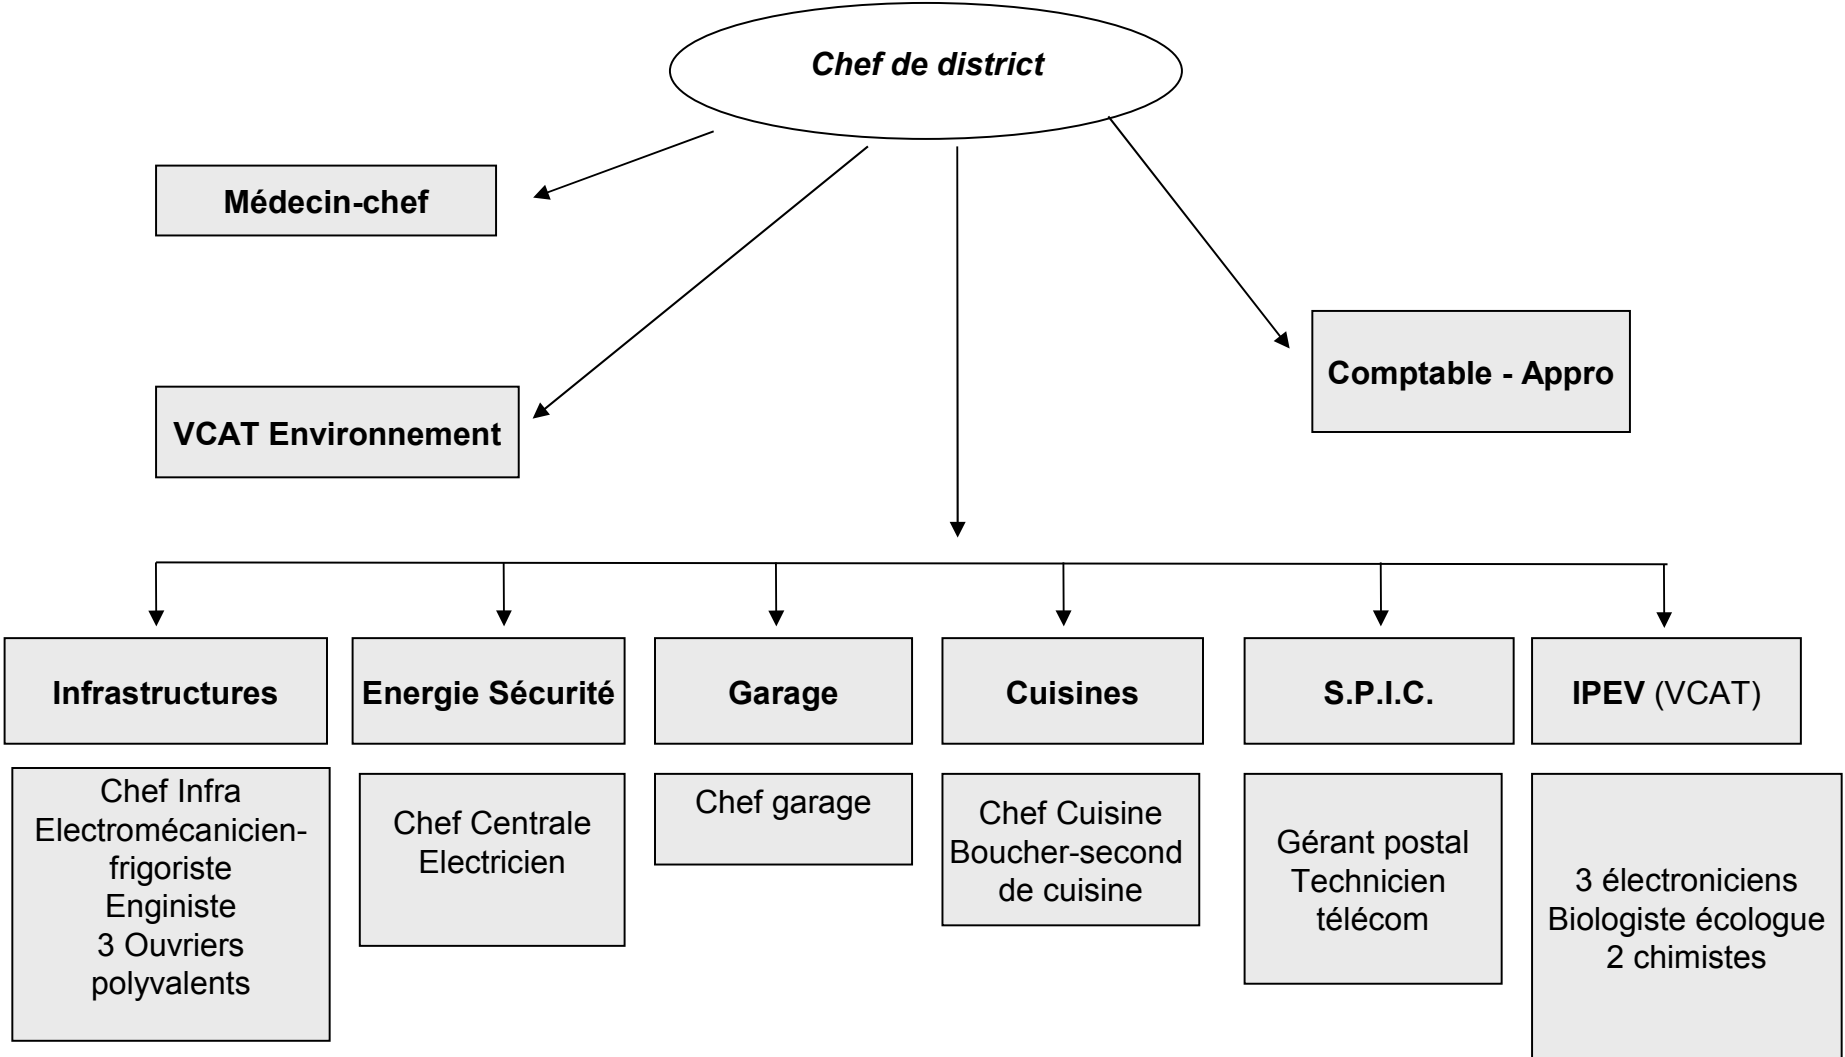 Chef de district
Médecin-chef
Comptable - Appro
VCAT Environnement
Infrastructures
Energie Sécurité
Garage
Cuisines
S.P.I.C.
IPEV (VCAT)
Chef Infra
Electromécanicien-
frigoriste
Enginiste
3 Ouvriers
polyvalents
Chef Centrale
Electricien
Chef garage
Chef Cuisine
Boucher-second
de cuisine
Gérant postal
Technicien
télécom
3 électroniciens
Biologiste écologue
2 chimistes